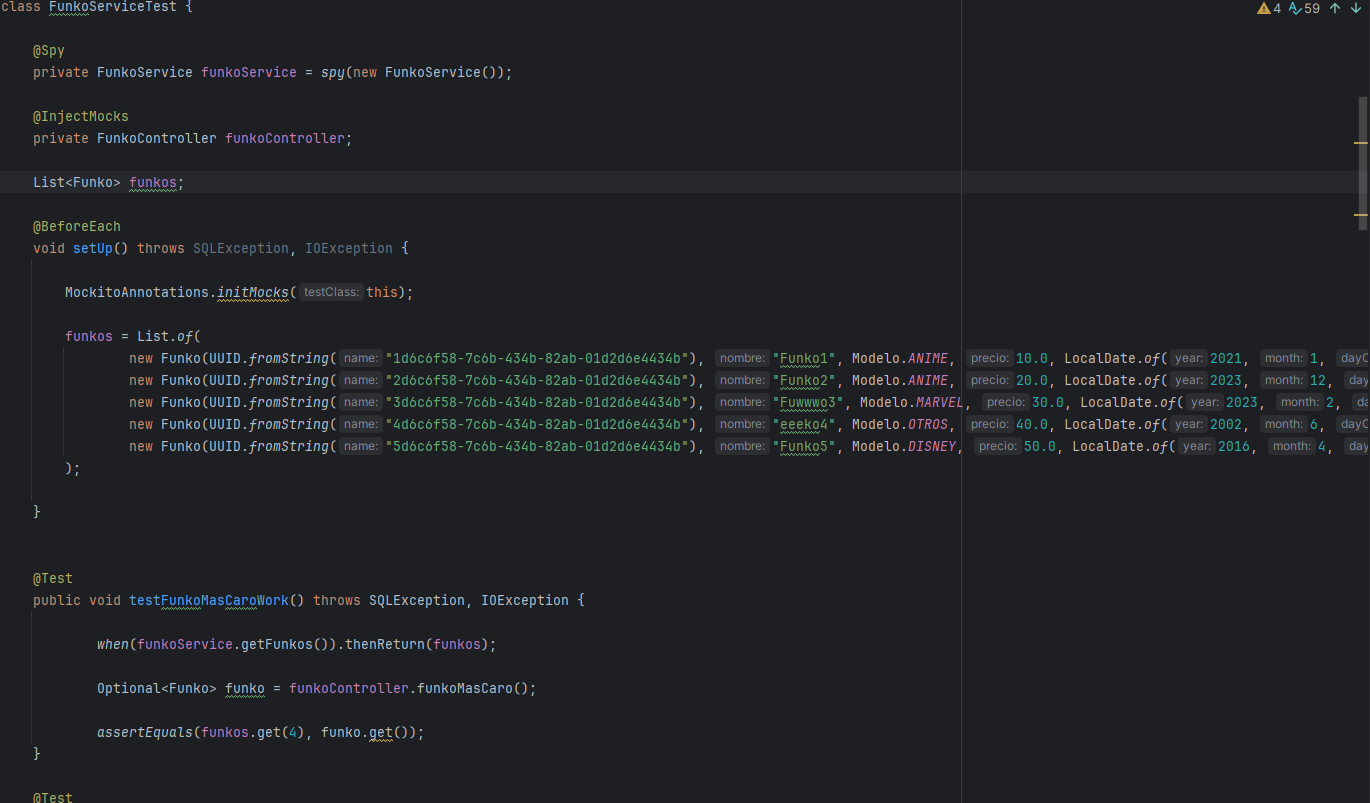 class FunkoServiceTest {
4 59
@Spy
private FunkoService funkoService = spy(new FunkoService());
@InjectMocks
private FunkoController funkoController;
List<Funko> funkos;
@BeforeEach
void setUp() throws SQLException, IOException {
MockitoAnnotations.initMocks( testClass: this);
funkos = List.of(
new Funko(UUID.fromString( name: "1d6c6f58-7c6b-434b-82ab-01d2d6e4434b"), nombre: "Funko1", Modelo.ANIME, precio: 10.0, LocalDate.of( year: 2021, month: 1, dayO
new Funko(UUID.fromString( name: "2d6c6f58-7c6b-434b-82ab-01d2d6e4434b"), nombre: "Funko2", Modelo.ANIME, precio: 20.0, LocalDate.of( year: 2023, month: 12, day
new Funko(UUID.fromString( name: "3d6c6f58-7c6b-434b-82ab-01d2d6e4434b"), nombre: "Fuwwwo3", Modelo.MARVEL, precio: 30.0, LocalDate.of( year: 2023, month: 2, da
new Funko(UUID.fromString( name: "4d6c6f58-7c6b-434b-82ab-01d2d6e4434b"), nombre: "eeeko4", Modelo.OTROS, precio: 40.0, LocalDate.of( year: 2002, month: 6, dayO
new Funko(UUID.fromString( name: "5d6c6f58-7c6b-434b-82ab-01d2d6e4434b"), nombre: "Funko5", Modelo.DISNEY, precio: 50.0, LocalDate.of( year: 2016, month: 4, day
);
}
@Test
public void testFunkoMasCaroWork() throws SQLException, IOException {
when(funkoService.getFunkos()).thenReturn(funkos);
Optional<Funko> funko = funkoController.funkoMasCaro();
assertEquals(funkos.get(4), funko.get());
}
@Test